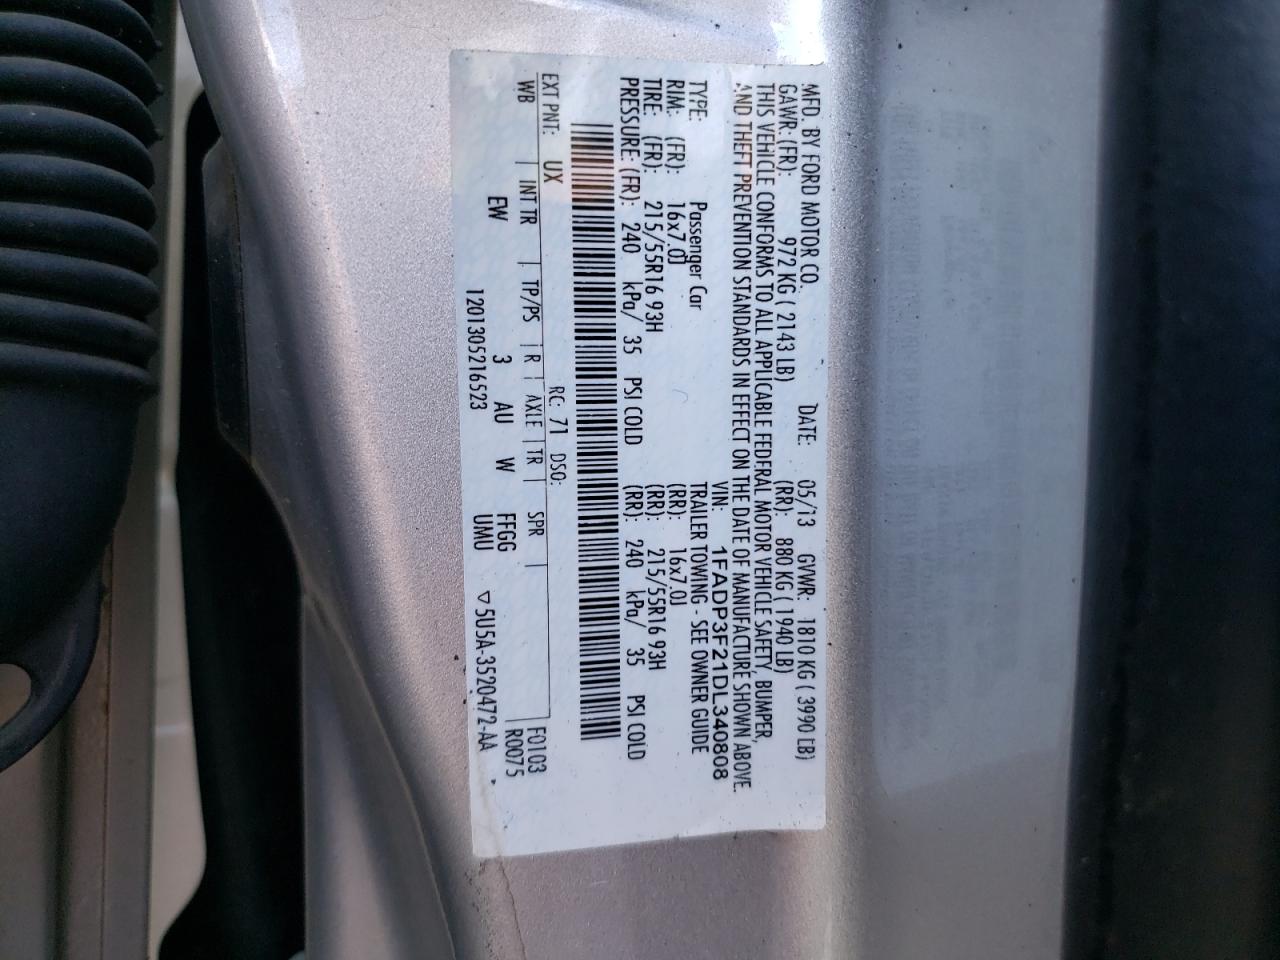 MFD. BY FORD MOTOR CO. DATE: 05/13 GVWR: 1810 KG ( 3990 LB)
GAWR: (FR): 972 KG ( 2143 LB) (RR): 880 KG ( 1940 LB)
THIS VEHICLE CONFORMS TO ALL APPLICABLE FEDERAL MOTOR VEHICLE SAFETY, BUMPER,
AND THEFT PREVENTION STANDARDS IN EFFECT ON THE DATE OF MANUFACTURE SHOWN ABOVE.
VIN: 1FADP3F21DL340808
TYPE: Passenger Car TRAILER TOWING - SEE OWNER GUIDE
RIM: (FR): 16x7.0J (RR): 16x7.0J
TIRE: (FR): 215/55R16 93H (RR): 215/55R16 93H
PRESSURE: (FR): 240 kPa/ 35 PSI COLD (RR): 240 kPa/ 35 PSI COLD
EXT PNT: UX RC: 71 DSO: F0103
WB INT TR TP/PS R AXLE TR SPR R0075
EW 3 AU W FFGG
1201305216523 UMU ▽ 5U5A-3520472-AA